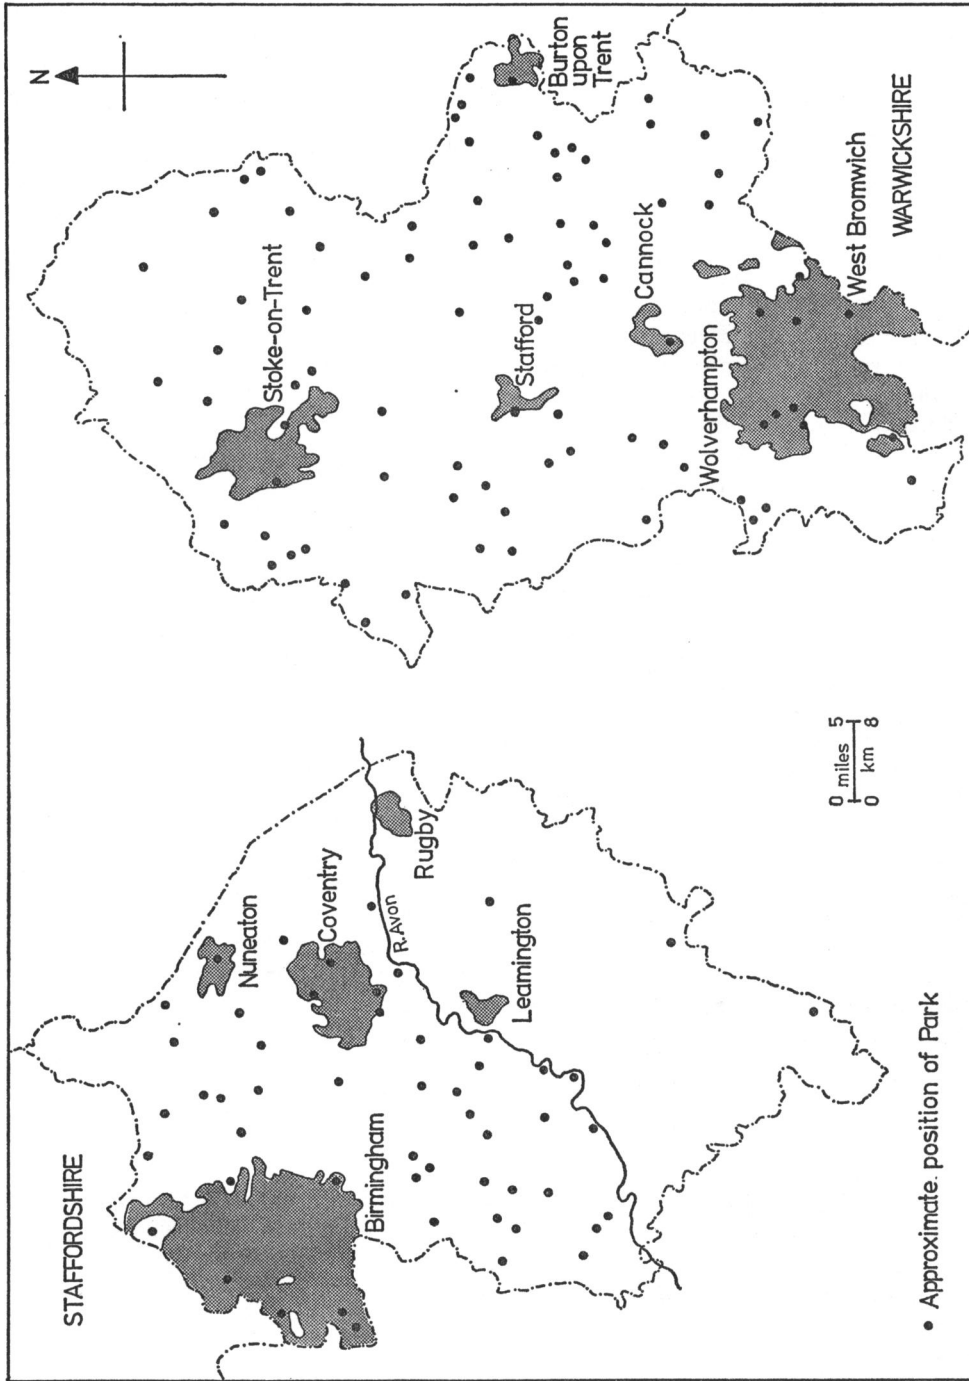 N
STAFFORDSHIRE
Birmingham
Nuneaton
Coventry
R. Avon
Rugby
Leamington
Stoke-on-Trent
Burton
upon
Trent
Stafford
Cannock
Wolverhampton
West Bromwich
WARWICKSHIRE
0 miles 5
0 km 8
● Approximate. position of Park